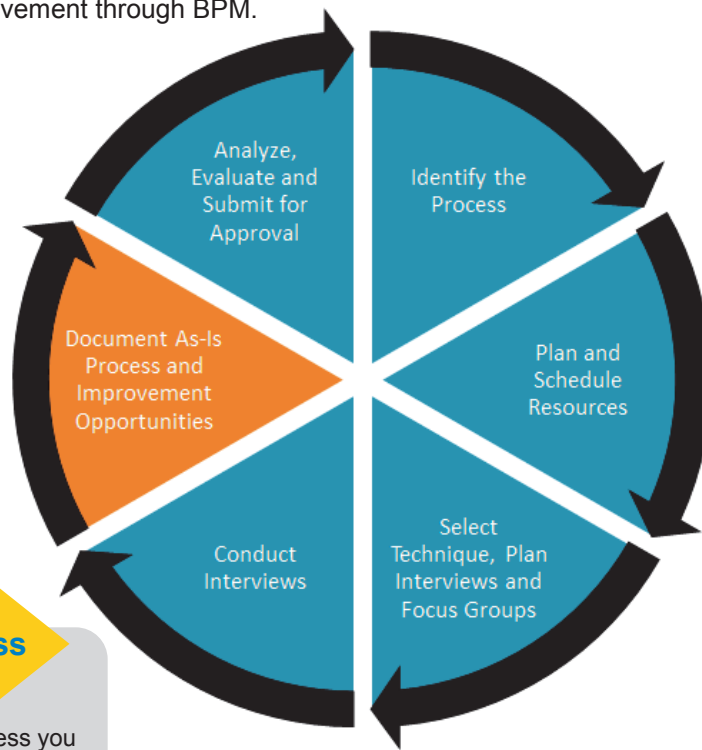 vement through BPM.
Analyze,
Evaluate and
Submit for
Approval
Identify the
Process
Plan and
Schedule
Resources
Select
Technique, Plan
Interviews and
Focus Groups
Conduct
Interviews
Document As-Is
Process and
Improvement
Opportunities
ss
ess you